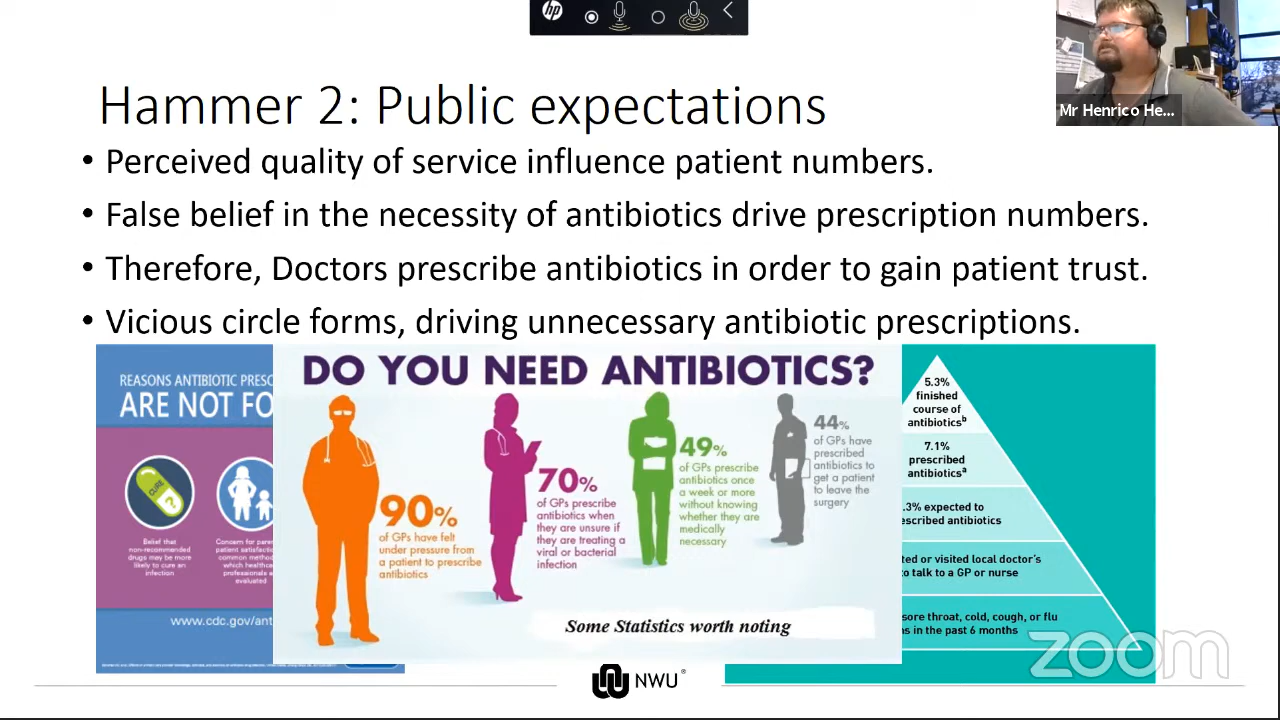 hp
Mr Henrico He...
Hammer 2: Public expectations
• Perceived quality of service influence patient numbers.
• False belief in the necessity of antibiotics drive prescription numbers.
• Therefore, Doctors prescribe antibiotics in order to gain patient trust.
• Vicious circle forms, driving unnecessary antibiotic prescriptions.
REASONS ANTIBIOTIC PRESC
ARE NOT FO
CURE
?
Belief that
non-recommended
drugs may be more
likely to cure an
infection
Concern for
patient satisfact
common metho
which healthc
professionals a
evaluated
www.cdc.gov/ant
DO YOU NEED ANTIBIOTICS?
90%
of GPs have felt
under pressure from
a patient to prescribe
antibiotics
70%
of GPs prescribe
antibiotics when
they are unsure if
they are treating a
viral or bacterial
infection
49%
of GPs prescribe
antibiotics once
a week or more
without knowing
whether they are
medically
necessary
44%
of GPs have
prescribed
antibiotics to
get a patient
to leave the
surgery
Some Statistics worth noting
5.3%
finished
course of
antibioticsᵇ
7.1%
prescribed
antibioticsᵃ
.3% expected to
escribed antibiotics
ted or visited local doctor's
to talk to a GP or nurse
sore throat, cold, cough, or flu
ns in the past 6 months
zoom
NWU®